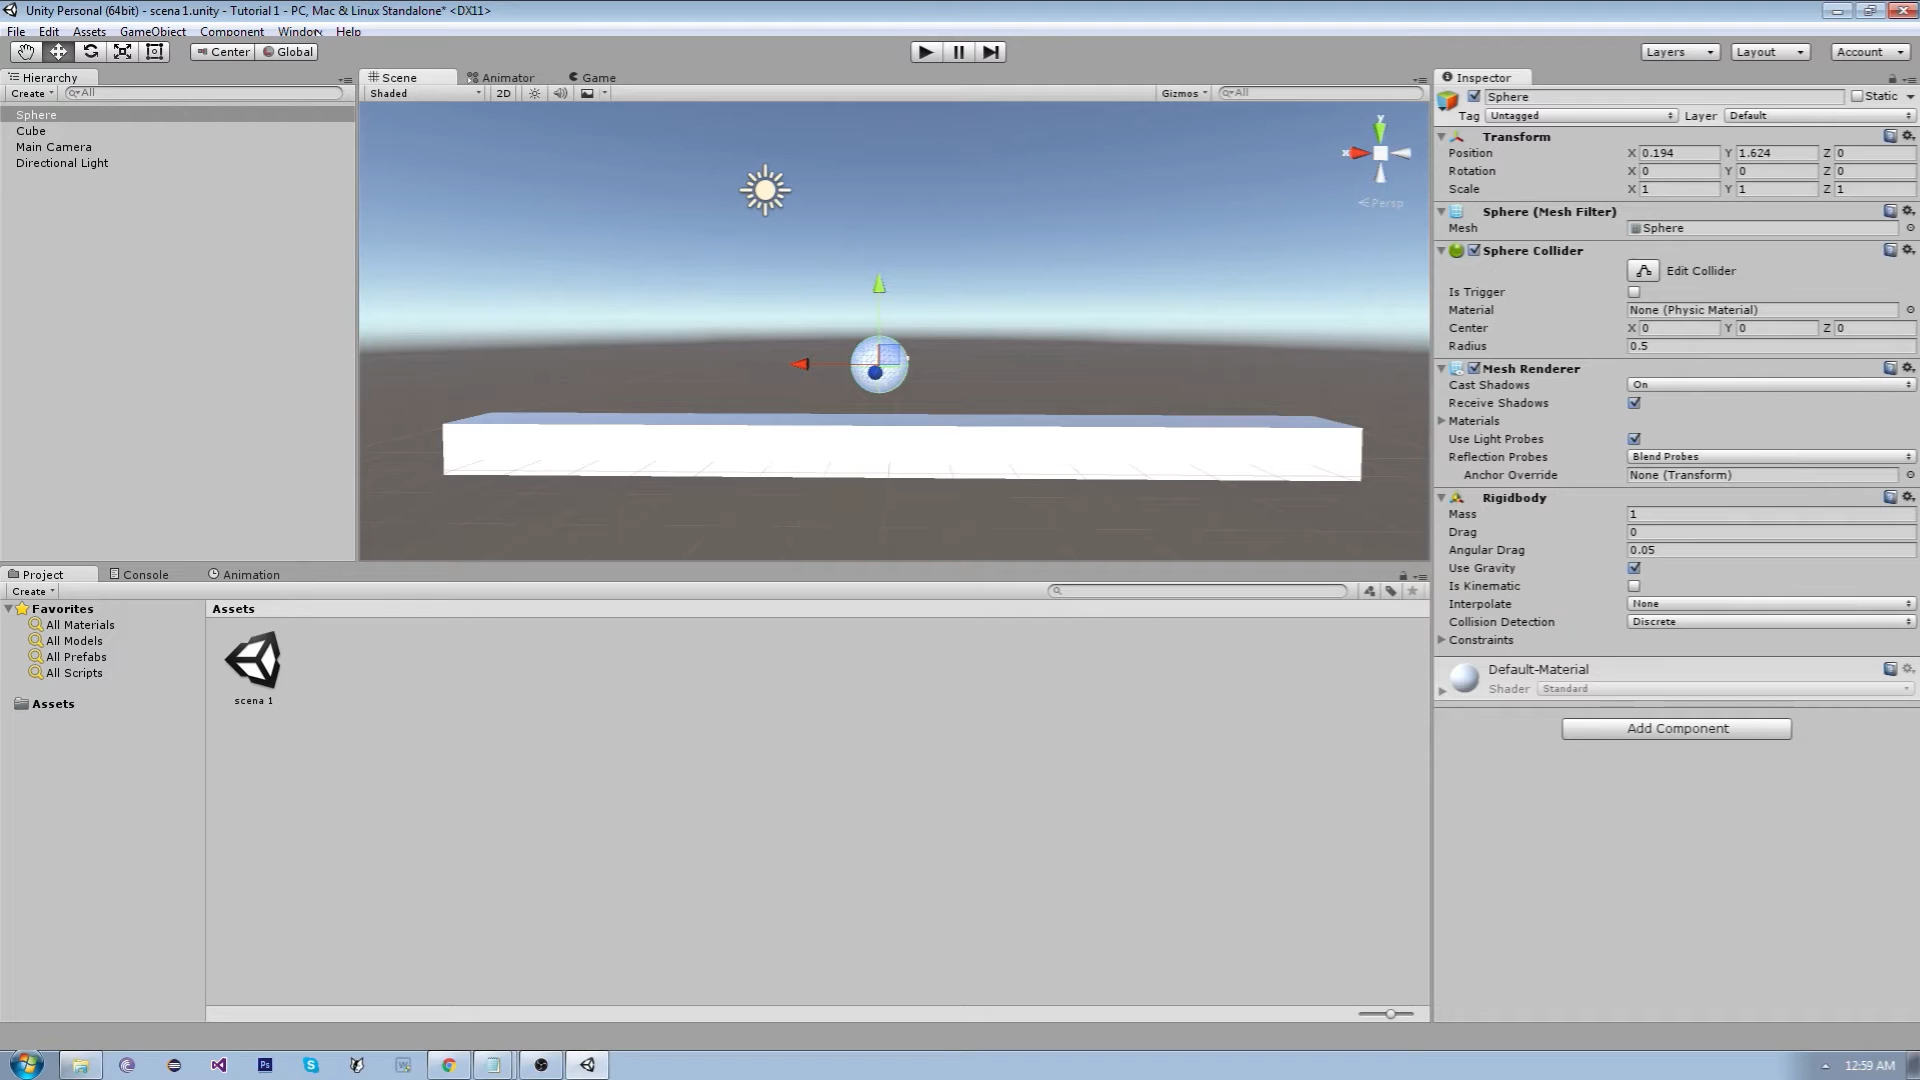 Unity Personal (64bit) - scena 1.unity - Tutorial 1 - PC, Mac & Linux Standalone* <DX11>
File Edit Assets GameObject Component Window Help
Center Global
Layers Layout Account
Hierarchy
Create All
Sphere
Cube
Main Camera
Directional Light
Scene Animator Game
Shaded 2D Gizmos All
y
x
Persp
Inspector
Sphere Static
Tag Untagged Layer Default
Transform
Position X 0.194 Y 1.624 Z 0
Rotation X 0 Y 0 Z 0
Scale X 1 Y 1 Z 1
Sphere (Mesh Filter)
Mesh Sphere
Sphere Collider
Edit Collider
Is Trigger
Material None (Physic Material)
Center X 0 Y 0 Z 0
Radius 0.5
Mesh Renderer
Cast Shadows On
Receive Shadows
Materials
Use Light Probes
Reflection Probes Blend Probes
Anchor Override None (Transform)
Rigidbody
Mass 1
Drag 0
Angular Drag 0.05
Use Gravity
Is Kinematic
Interpolate None
Collision Detection Discrete
Constraints
Default-Material
Shader Standard
Add Component
Project Console Animation
Create
Favorites
All Materials
All Models
All Prefabs
All Scripts
Assets
Assets
scena 1
Ps
12:59 AM